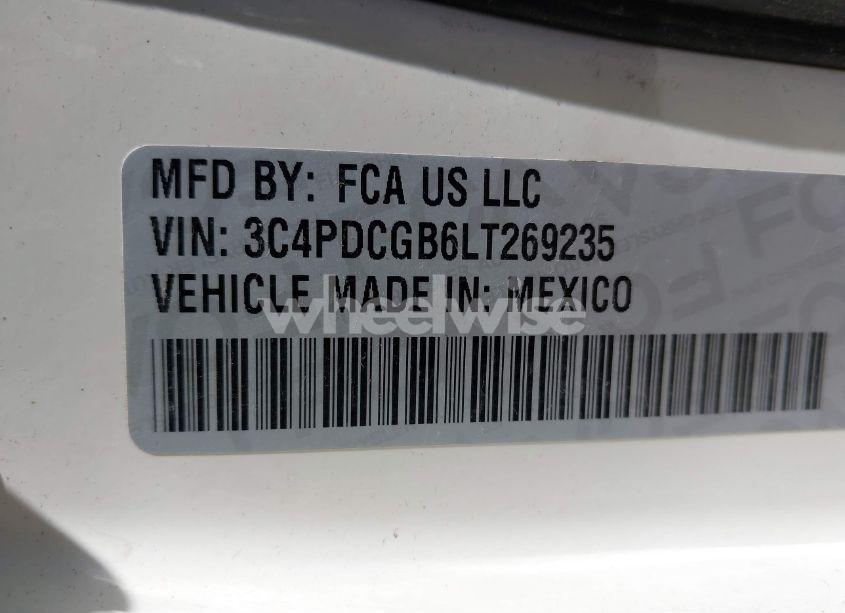 MFD BY: FCA US LLC
VIN: 3C4PDCGB6LT269235
VEHICLE MADE IN: MEXICO
wheelwise